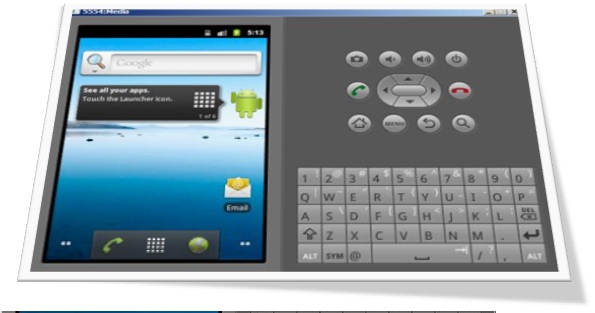 5554:Media
5:13
Google
See all your apps.
Touch the Launcher icon.
1 of 6
Email
MENU
1 ! 2 @ 3 # 4 $ 5 % 6 ^ 7 & 8 * 9 ( 0 )
Q W E R T Y U I O P
A S D F G H J K L DEL
Z X C V B N M
ALT SYM @ / ? , ALT